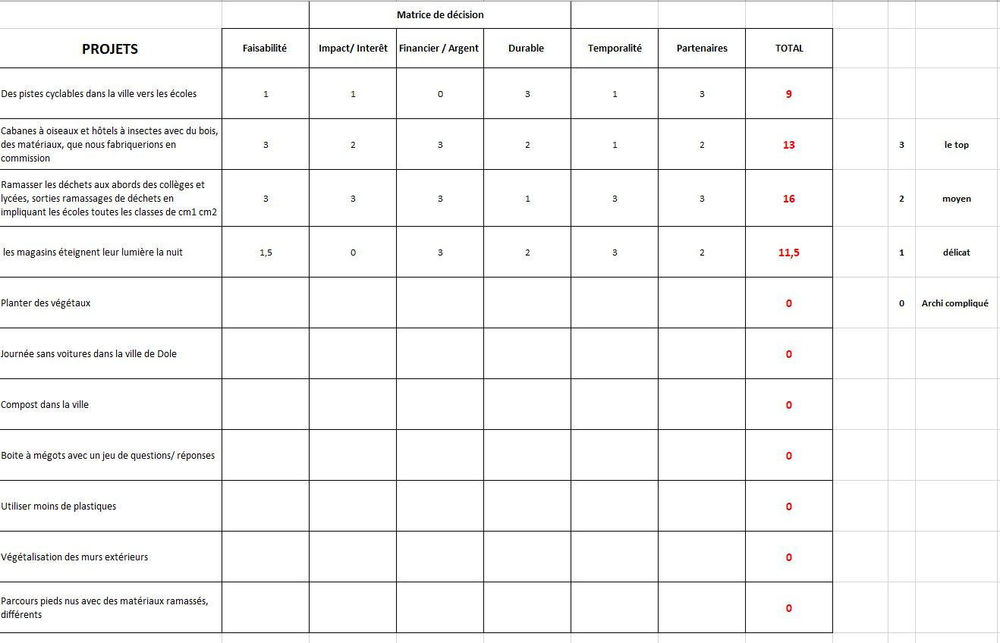 Matrice de décision
PROJETS Faisabilité Impact/ Interêt Financier / Argent Durable Temporalité Partenaires TOTAL
Des pistes cyclables dans la ville vers les écoles 1 1 0 3 1 3 9
Cabanes à oiseaux et hôtels à insectes avec du bois,
des matériaux, que nous fabriquerions en
commission
3 2 3 2 1 2 13 3 le top
Ramasser les déchets aux abords des collèges et
lycées, sorties ramassages de déchets en
impliquant les écoles toutes les classes de cm1 cm2
3 3 3 1 3 3 16 2 moyen
les magasins éteignent leur lumière la nuit 1,5 0 3 2 3 2 11,5 1 délicat
Planter des végétaux 0 0 Archi compliqué
Journée sans voitures dans la ville de Dole 0
Compost dans la ville 0
Boite à mégots avec un jeu de questions/ réponses 0
Utiliser moins de plastiques 0
Végétalisation des murs extérieurs 0
Parcours pieds nus avec des matériaux ramassés,
différents
0